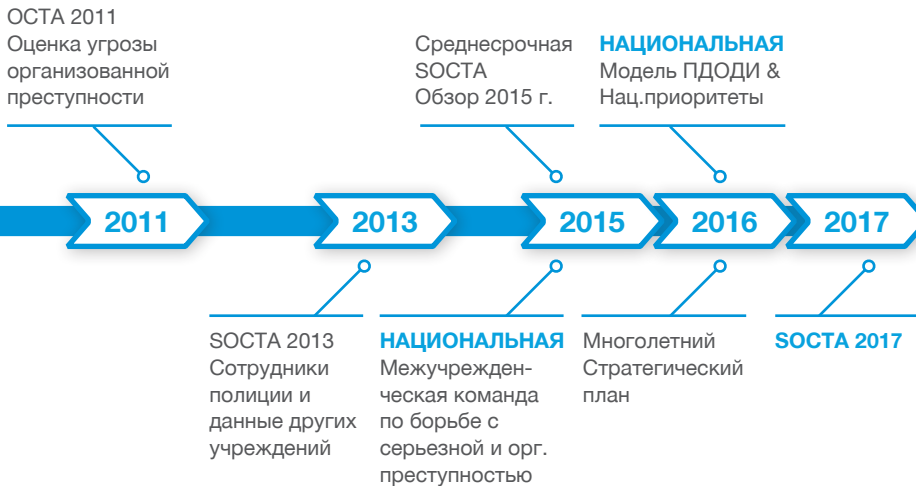 ОСТА 2011
Оценка угрозы
организованной
преступности
Среднесрочная
SOCTA
Обзор 2015 г.
НАЦИОНАЛЬНАЯ
Модель ПДОДИ &
Нац.приоритеты
2011
2013
2015
2016
2017
SOCTA 2013
Сотрудники
полиции и
данные других
учреждений
НАЦИОНАЛЬНАЯ
Межучрежден-
ческая команда
по борьбе с
серьезной и орг.
преступностью
Многолетний
Стратегический
план
SOCTA 2017